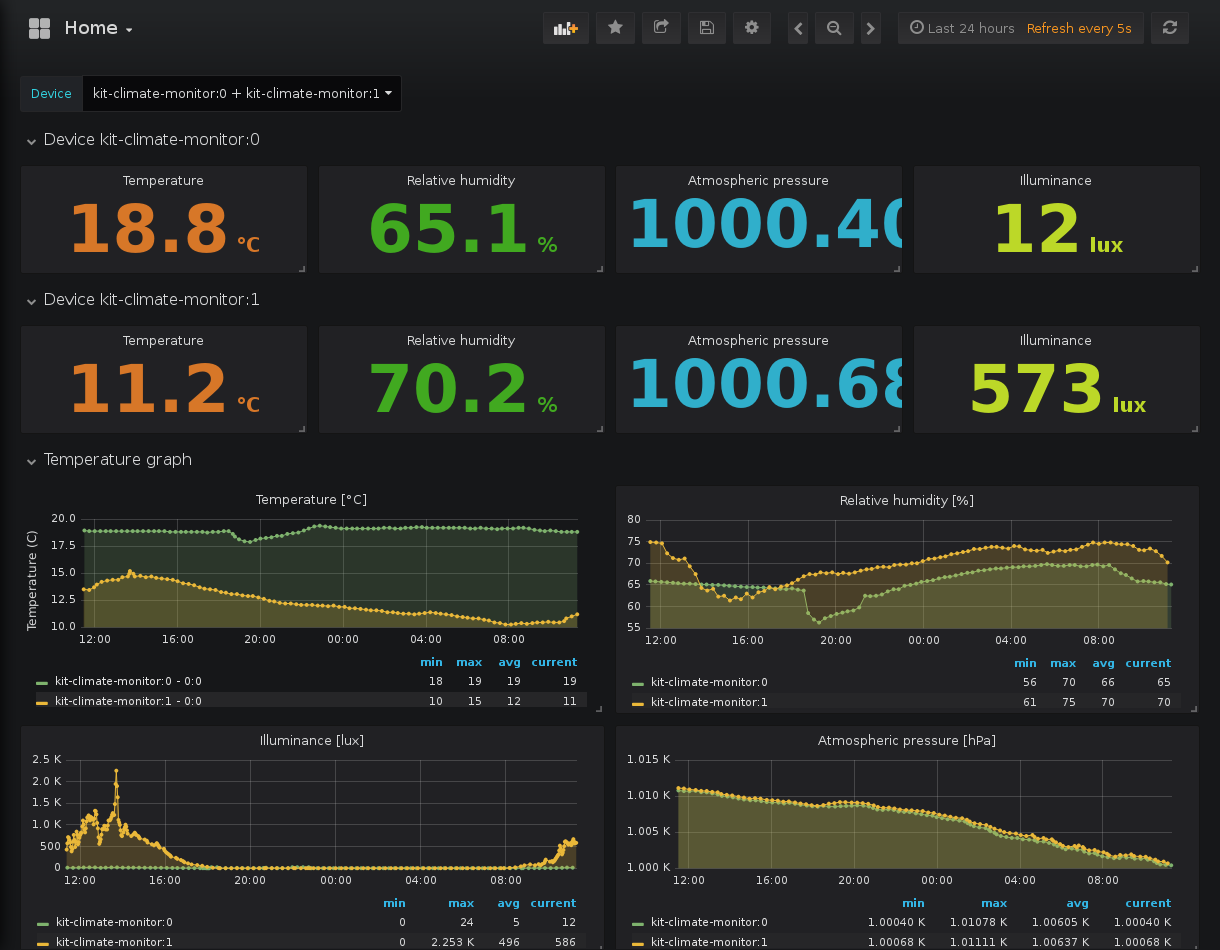 Home
Last 24 hours Refresh every 5s
Device kit-climate-monitor:0 + kit-climate-monitor:1
Device kit-climate-monitor:0
Temperature Relative humidity Atmospheric pressure Illuminance
18.8 °C 65.1 % 1000.40 12 lux
Device kit-climate-monitor:1
Temperature Relative humidity Atmospheric pressure Illuminance
11.2 °C 70.2 % 1000.68 573 lux
Temperature graph
Temperature [°C]
Temperature (C)
20.0
17.5
15.0
12.5
10.0
12:00 16:00 20:00 00:00 04:00 08:00
min max avg current
kit-climate-monitor:0 - 0:0 18 19 19 19
kit-climate-monitor:1 - 0:0 10 15 12 11
Relative humidity [%]
80
75
70
65
60
55
12:00 16:00 20:00 00:00 04:00 08:00
min max avg current
kit-climate-monitor:0 56 70 66 65
kit-climate-monitor:1 61 75 70 70
Illuminance [lux]
2.5 K
2.0 K
1.5 K
1.0 K
500
0
12:00 16:00 20:00 00:00 04:00 08:00
min max avg current
kit-climate-monitor:0 0 24 5 12
kit-climate-monitor:1 0 2.253 K 496 586
Atmospheric pressure [hPa]
1.015 K
1.010 K
1.005 K
1.000 K
12:00 16:00 20:00 00:00 04:00 08:00
min max avg current
kit-climate-monitor:0 1.00040 K 1.01078 K 1.00605 K 1.00040 K
kit-climate-monitor:1 1.00068 K 1.01111 K 1.00637 K 1.00068 K